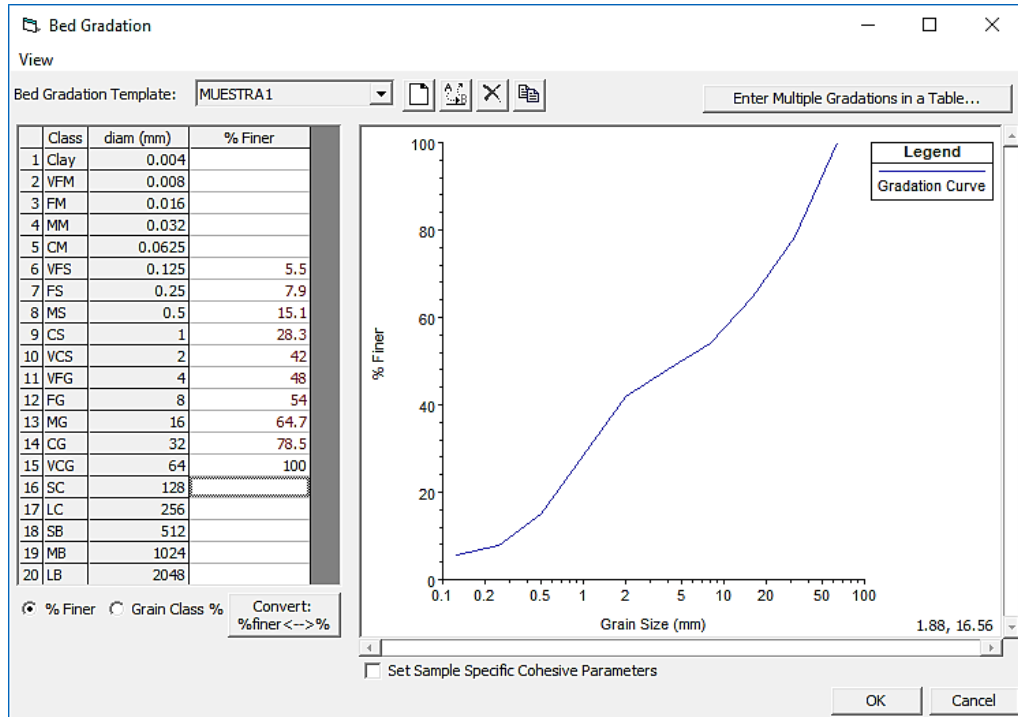 Bed Gradation
View
Bed Gradation Template: MUESTRA1 Enter Multiple Gradations in a Table...
Class diam (mm) % Finer
1 Clay 0.004
2 VFM 0.008
3 FM 0.016
4 MM 0.032
5 CM 0.0625
6 VFS 0.125 5.5
7 FS 0.25 7.9
8 MS 0.5 15.1
9 CS 1 28.3
10 VCS 2 42
11 VFG 4 48
12 FG 8 54
13 MG 16 64.7
14 CG 32 78.5
15 VCG 64 100
16 SC 128
17 LC 256
18 SB 512
19 MB 1024
20 LB 2048
% Finer Grain Class % Convert:
%finer<-->%
Legend
Gradation Curve
100
80
60
40
20
0
% Finer
0.1 0.2 0.5 1 2 5 10 20 50 100
Grain Size (mm) 1.88, 16.56
Set Sample Specific Cohesive Parameters
OK Cancel